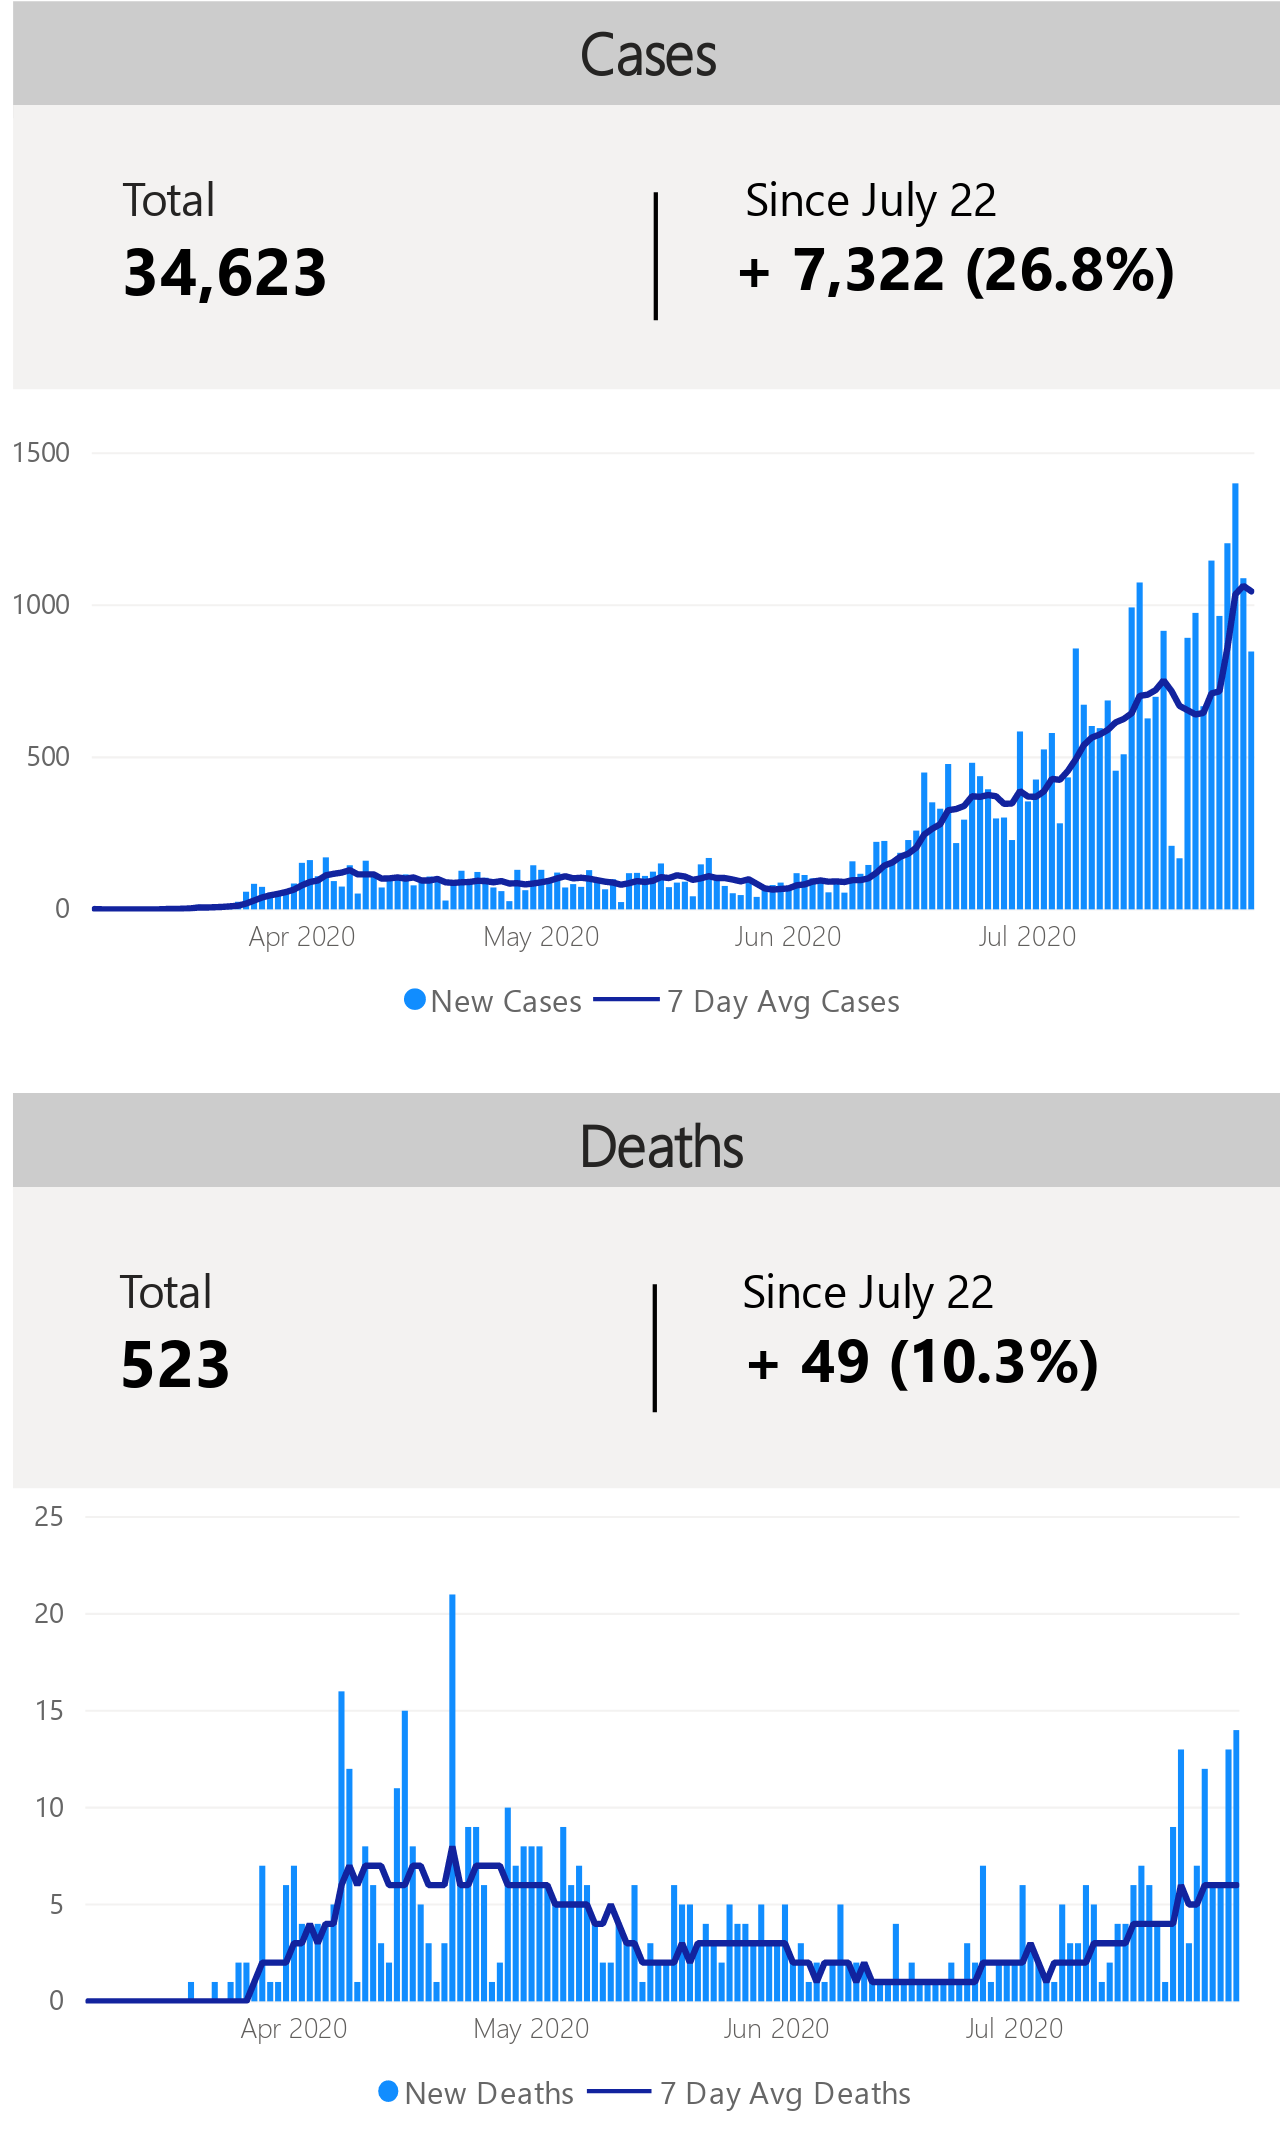 Cases
Total
Since July 22
34,623
+ 7,322 (26.8%)
1500
1000
500
0
Apr 2020
May 2020
Jun 2020
Jul 2020
New Cases
7 Day Avg Cases
Deaths
Total
Since July 22
523
+ 49 (10.3%)
25
20
15
10
5
0
Apr 2020
May 2020
Jun 2020
Jul 2020
New Deaths
7 Day Avg Deaths